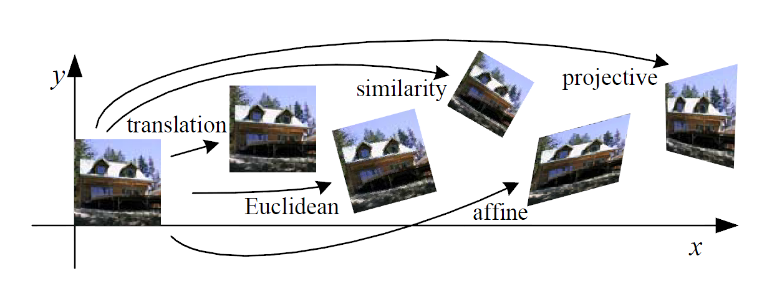 y
similarity
projective
translation
Euclidean
affine
x